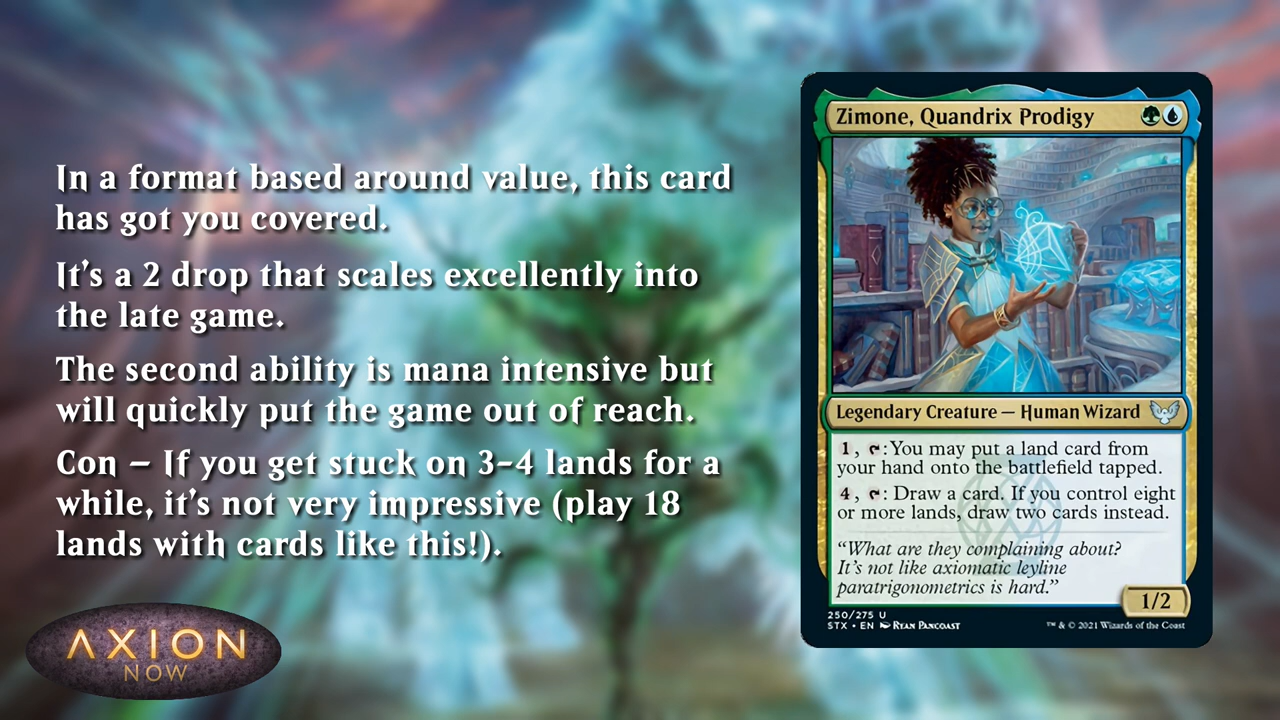 In a format based around value, this card
has got you covered.
It's a 2 drop that scales excellently into
the late game.
The second ability is mana intensive but
will quickly put the game out of reach.
Con – If you get stuck on 3-4 lands for a
while, it's not very impressive (play 18
lands with cards like this!).
AXION
NOW
Zimone, Quandrix Prodigy
Legendary Creature — Human Wizard
1, : You may put a land card from
your hand onto the battlefield tapped.
4, : Draw a card. If you control eight
or more lands, draw two cards instead.
“What are they complaining about?
It's not like axiomatic leyline
paratrigonometrics is hard.”
1/2
250/275 U
STX • EN Ryan Pancoast
™ & © 2021 Wizards of the Coast